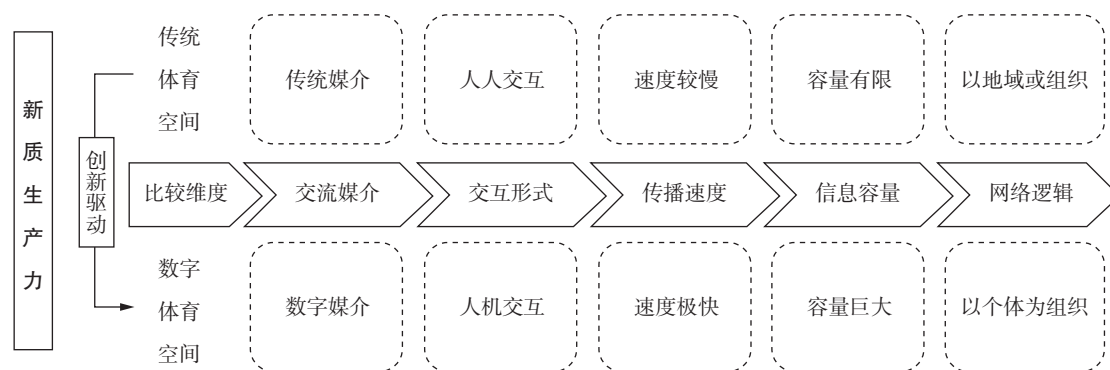 新质生产力
创新驱动
传统
体育
空间
传统媒介
人人交互
速度较慢
容量有限
以地域或组织
比较维度
交流媒介
交互形式
传播速度
信息容量
网络逻辑
数字
体育
空间
数字媒介
人机交互
速度极快
容量巨大
以个体为组织